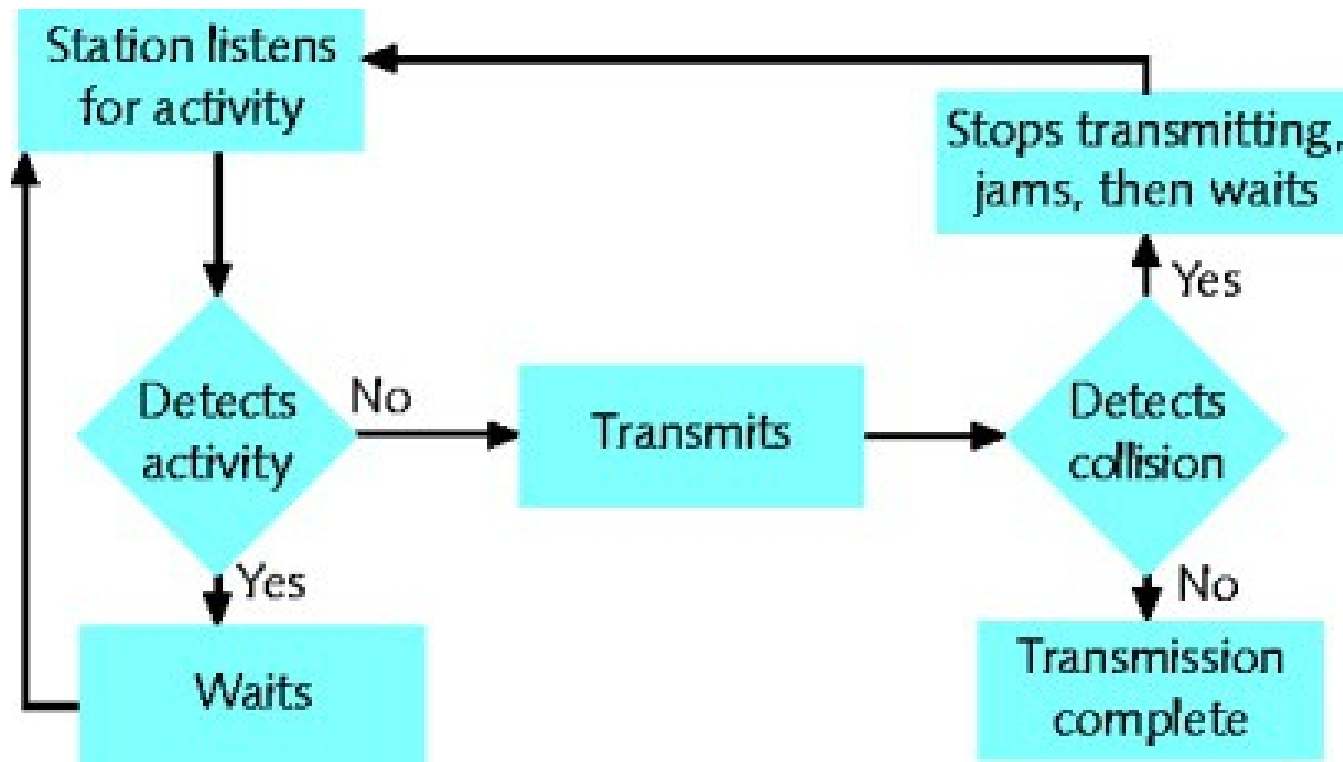 Station listens
for activity
Stops transmitting,
jams, then waits
Yes
Detects
activity
No
Transmits
Detects
collision
Yes
No
Waits
Transmission
complete